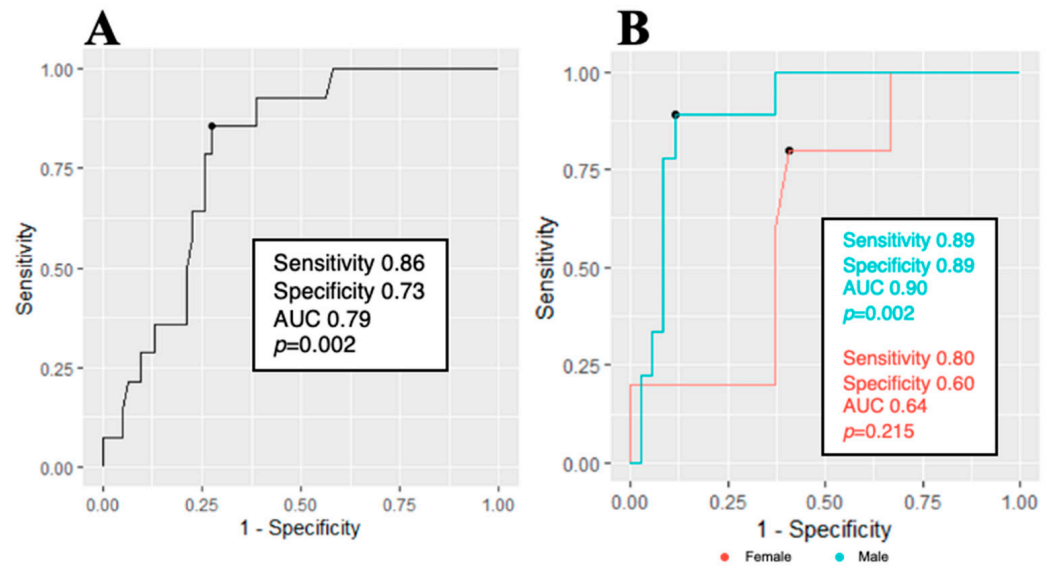 A
1.00
0.75
0.50
0.25
0.00
Sensitivity
Sensitivity 0.86
Specificity 0.73
AUC 0.79
p=0.002
0.00 0.25 0.50 0.75 1.00
1 - Specificity
B
1.00
0.75
0.50
0.25
0.00
Sensitivity
Sensitivity 0.89
Specificity 0.89
AUC 0.90
p=0.002
Sensitivity 0.80
Specificity 0.60
AUC 0.64
p=0.215
0.00 0.25 0.50 0.75 1.00
1 - Specificity
Female Male